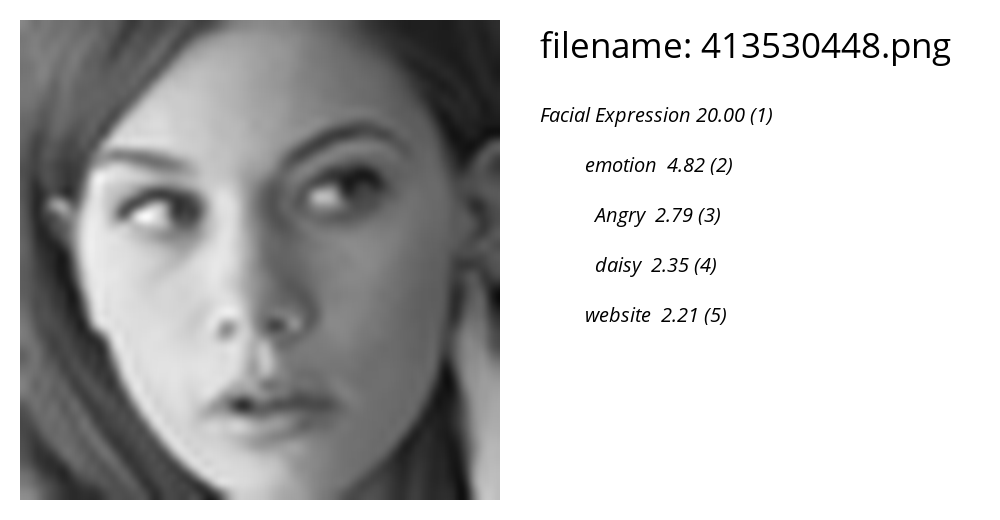 filename: 413530448.png
Facial Expression 20.00 (1)
emotion 4.82 (2)
Angry 2.79 (3)
daisy 2.35 (4)
website 2.21 (5)